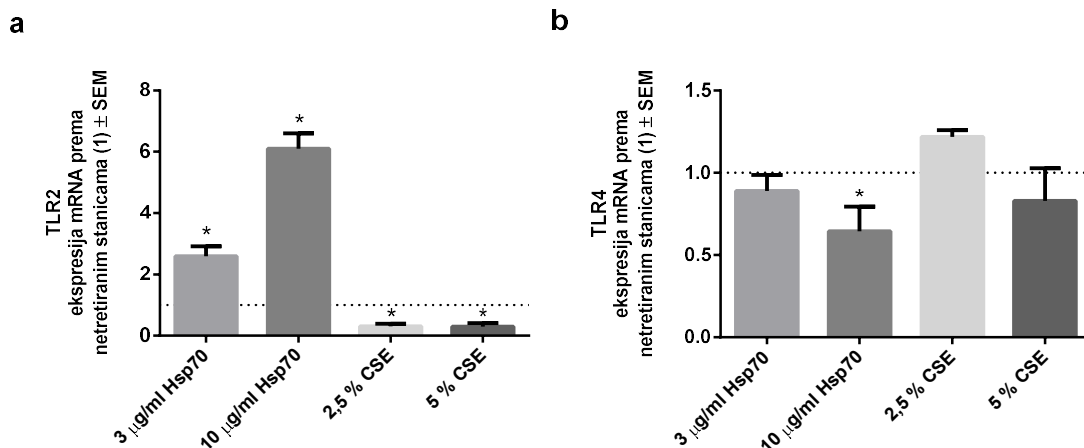 a
TLR2
ekspresija mRNA prema
netretiranim stanicama (1) ± SEM
8
6
4
2
0
*
*
*
*
3 µg/ml Hsp70
10 µg/ml Hsp70
2,5 % CSE
5 % CSE
b
TLR4
ekspresija mRNA prema
netretiranim stanicama (1) ± SEM
1.5
1.0
0.5
0.0
*
3 µg/ml Hsp70
10 µg/ml Hsp70
2,5 % CSE
5 % CSE